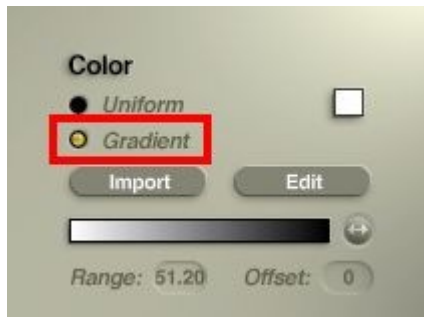 Color
Uniform
Gradient
Import Edit
Range: 51.20 Offset: 0